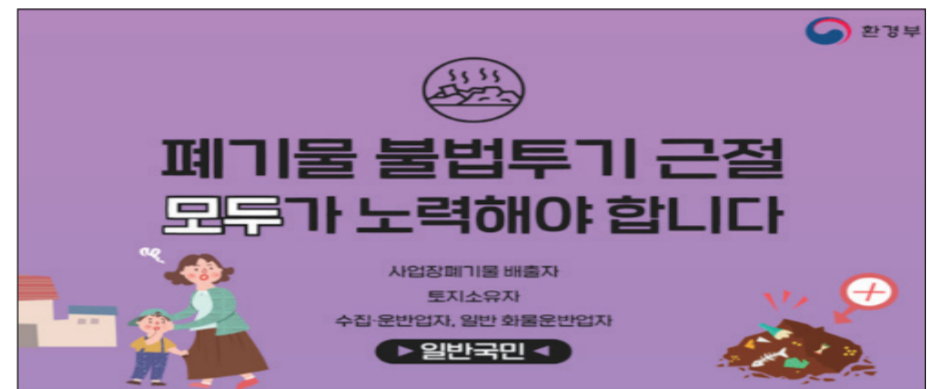 환경부
폐기물 불법투기 근절
모두가 노력해야 합니다
사업장폐기물 배출자
토지소유자
수집·운반업자, 일반 화물운반업자
일반국민